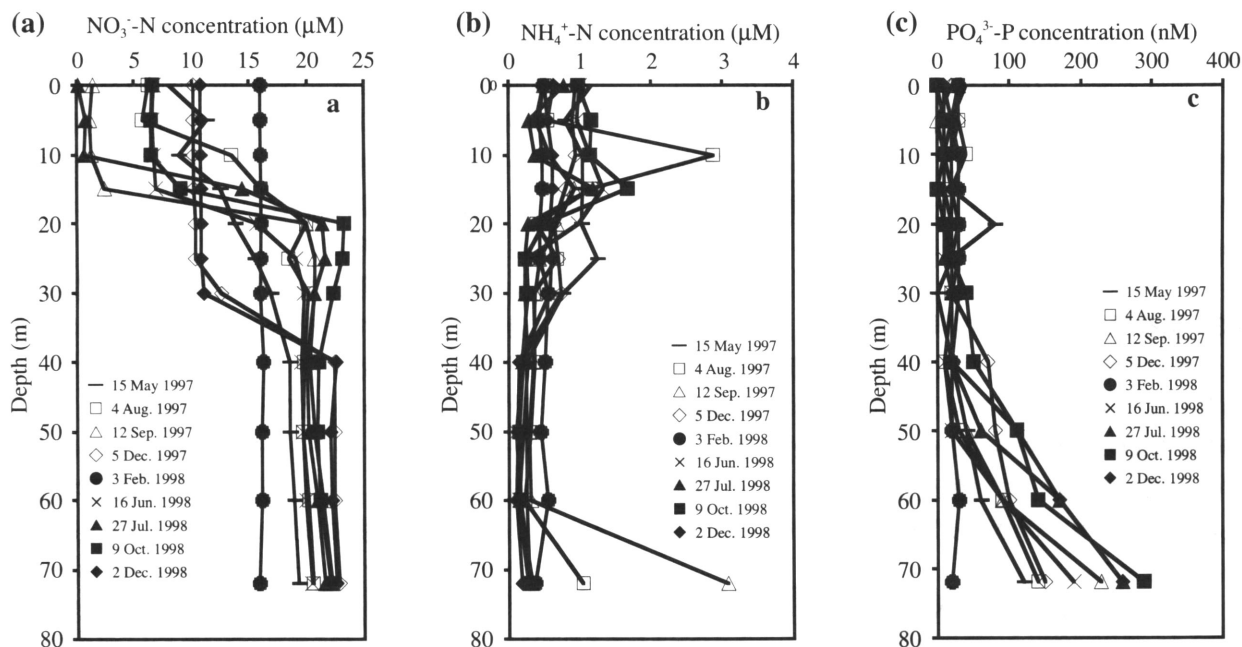 (a) NO₃⁻-N concentration (μM)
0 5 10 15 20 25
a
0
10
20
30
40
50
60
70
80
Depth (m)
15 May 1997
4 Aug. 1997
12 Sep. 1997
5 Dec. 1997
3 Feb. 1998
16 Jun. 1998
27 Jul. 1998
9 Oct. 1998
2 Dec. 1998
(b) NH₄⁺-N concentration (μM)
0 1 2 3 4
b
0
10
20
30
40
50
60
70
80
Depth (m)
15 May 1997
4 Aug. 1997
12 Sep. 1997
5 Dec. 1997
3 Feb. 1998
16 Jun. 1998
27 Jul. 1998
9 Oct. 1998
2 Dec. 1998
(c) PO₄³⁻-P concentration (nM)
0 100 200 300 400
c
0
10
20
30
40
50
60
70
80
Depth (m)
15 May 1997
4 Aug. 1997
12 Sep. 1997
5 Dec. 1997
3 Feb. 1998
16 Jun. 1998
27 Jul. 1998
9 Oct. 1998
2 Dec. 1998